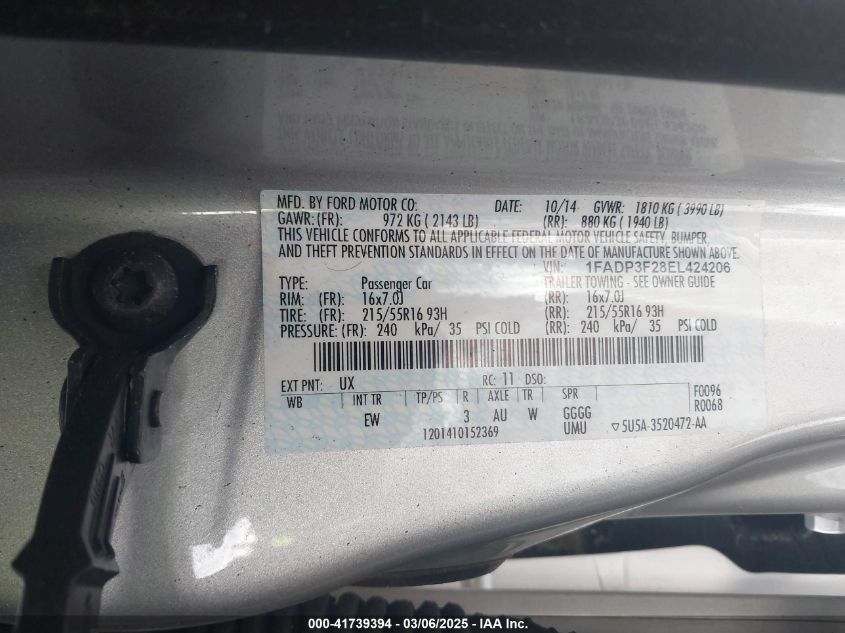 MFD. BY FORD MOTOR CO. DATE: 10/14 GVWR: 1810 KG ( 3990 LB)
GAWR: (FR): 972 KG ( 2143 LB) (RR): 880 KG ( 1940 LB)
THIS VEHICLE CONFORMS TO ALL APPLICABLE FEDERAL MOTOR VEHICLE SAFETY, BUMPER,
AND THEFT PREVENTION STANDARDS IN EFFECT ON THE DATE OF MANUFACTURE SHOWN ABOVE.
VIN: 1FADP3F28EL424206
TYPE: Passenger Car TRAILER TOWING - SEE OWNER GUIDE
RIM: (FR): 16x7.0J (RR): 16x7.0J
TIRE: (FR): 215/55R16 93H (RR): 215/55R16 93H
PRESSURE: (FR): 240 kPa/ 35 PSI COLD (RR): 240 kPa/ 35 PSI COLD
EXT PNT: UX RC: 11 DSO: F0096
WB INT TR TP/PS R AXLE TR SPR R0068
EW 3 AU W GGGG
1201410152369 UMU ▽5U5A-3520472-AA
000-41739394 - 03/06/2025 - IAA Inc.